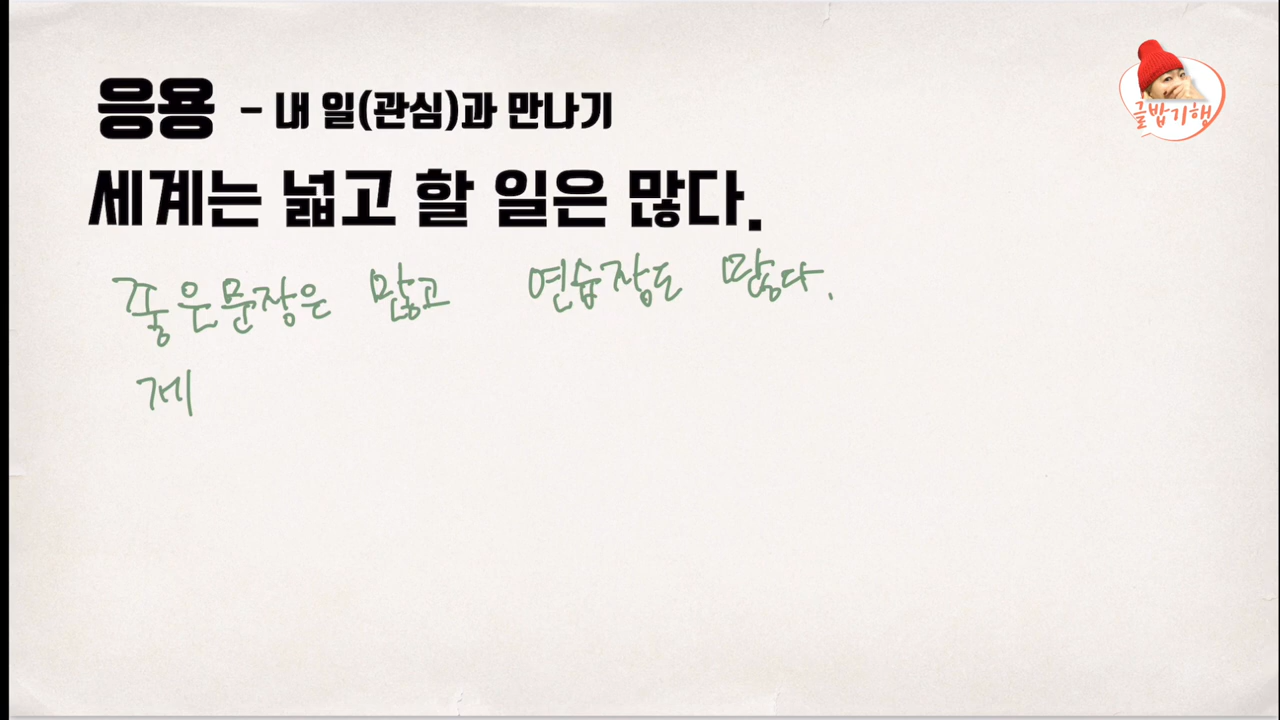 응용 - 내 일(관심)과 만나기
글밥기행
세계는 넓고 할 일은 많다.
좋은문장은 많고 연습장도 많다.
제